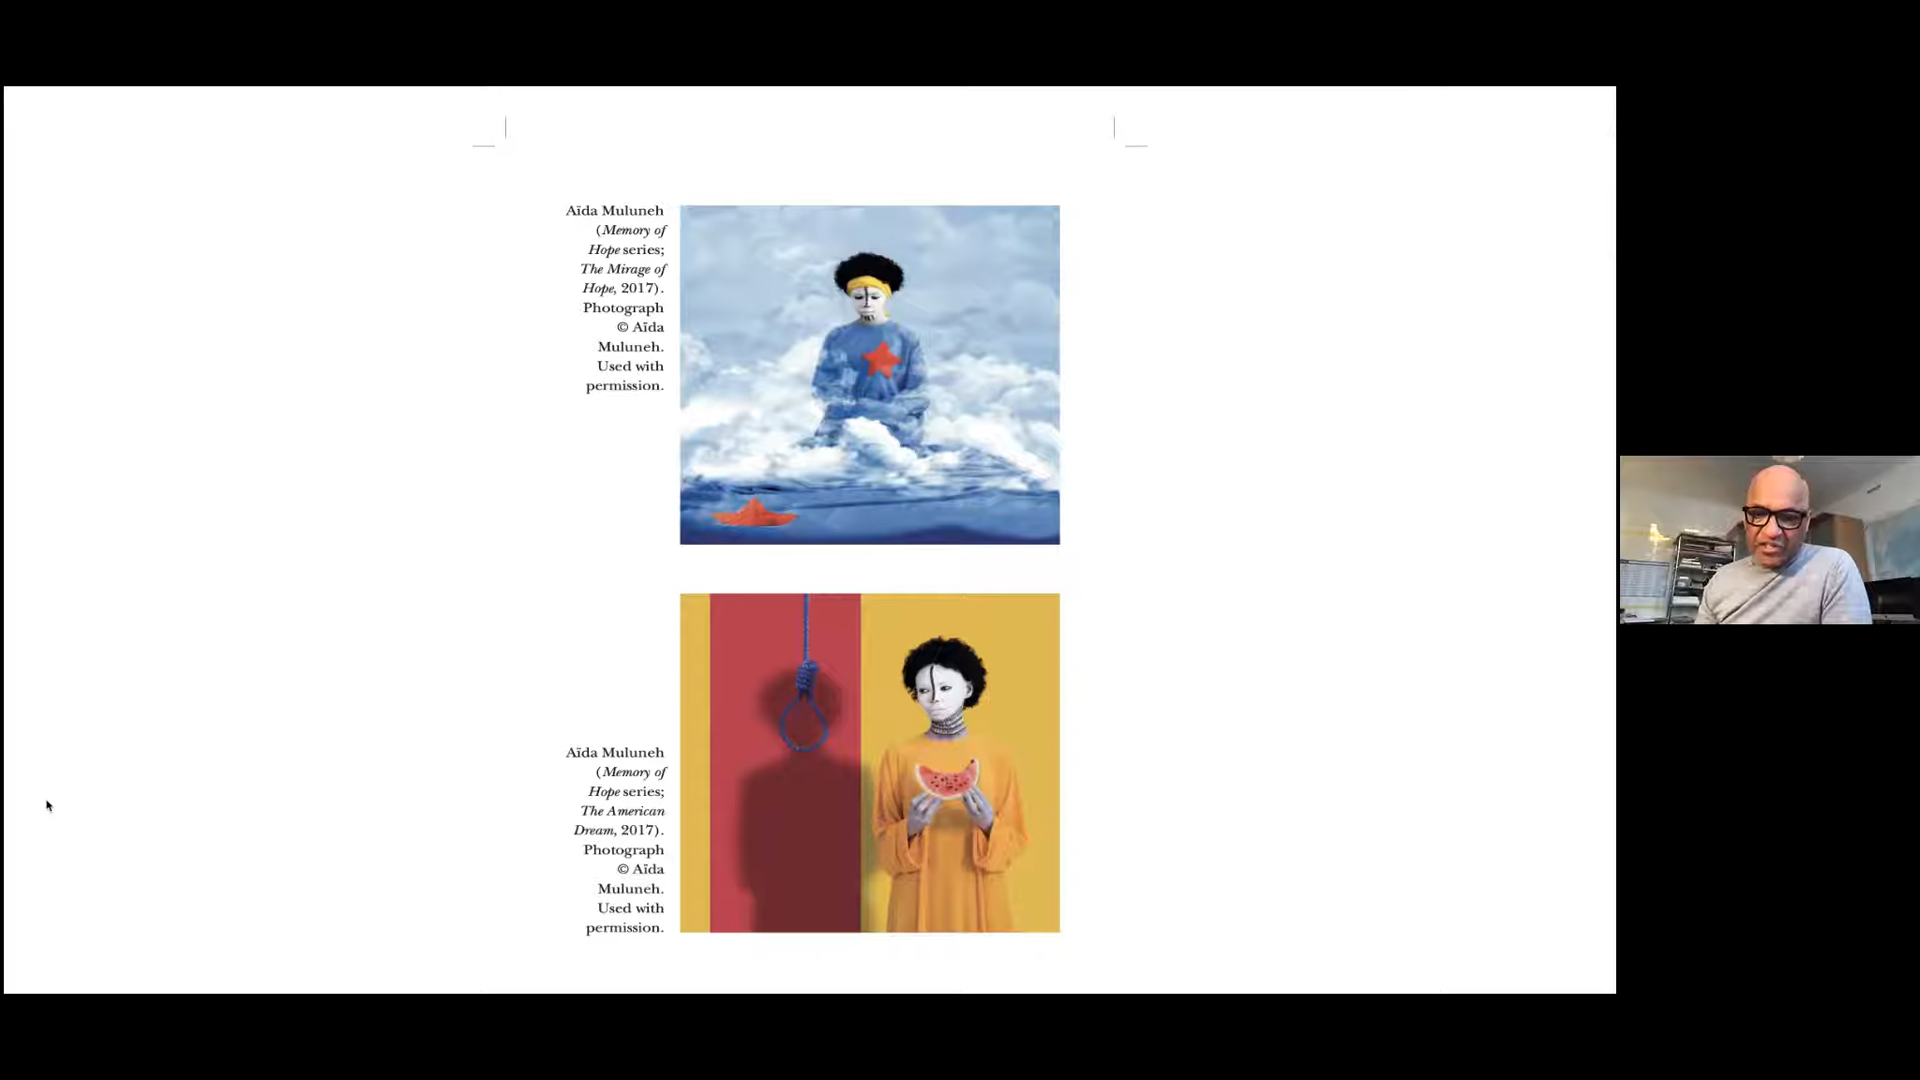 Aïda Muluneh
(Memory of
Hope series;
The Mirage of
Hope, 2017).
Photograph
© Aïda
Muluneh.
Used with
permission.
Aïda Muluneh
(Memory of
Hope series;
The American
Dream, 2017).
Photograph
© Aïda
Muluneh.
Used with
permission.